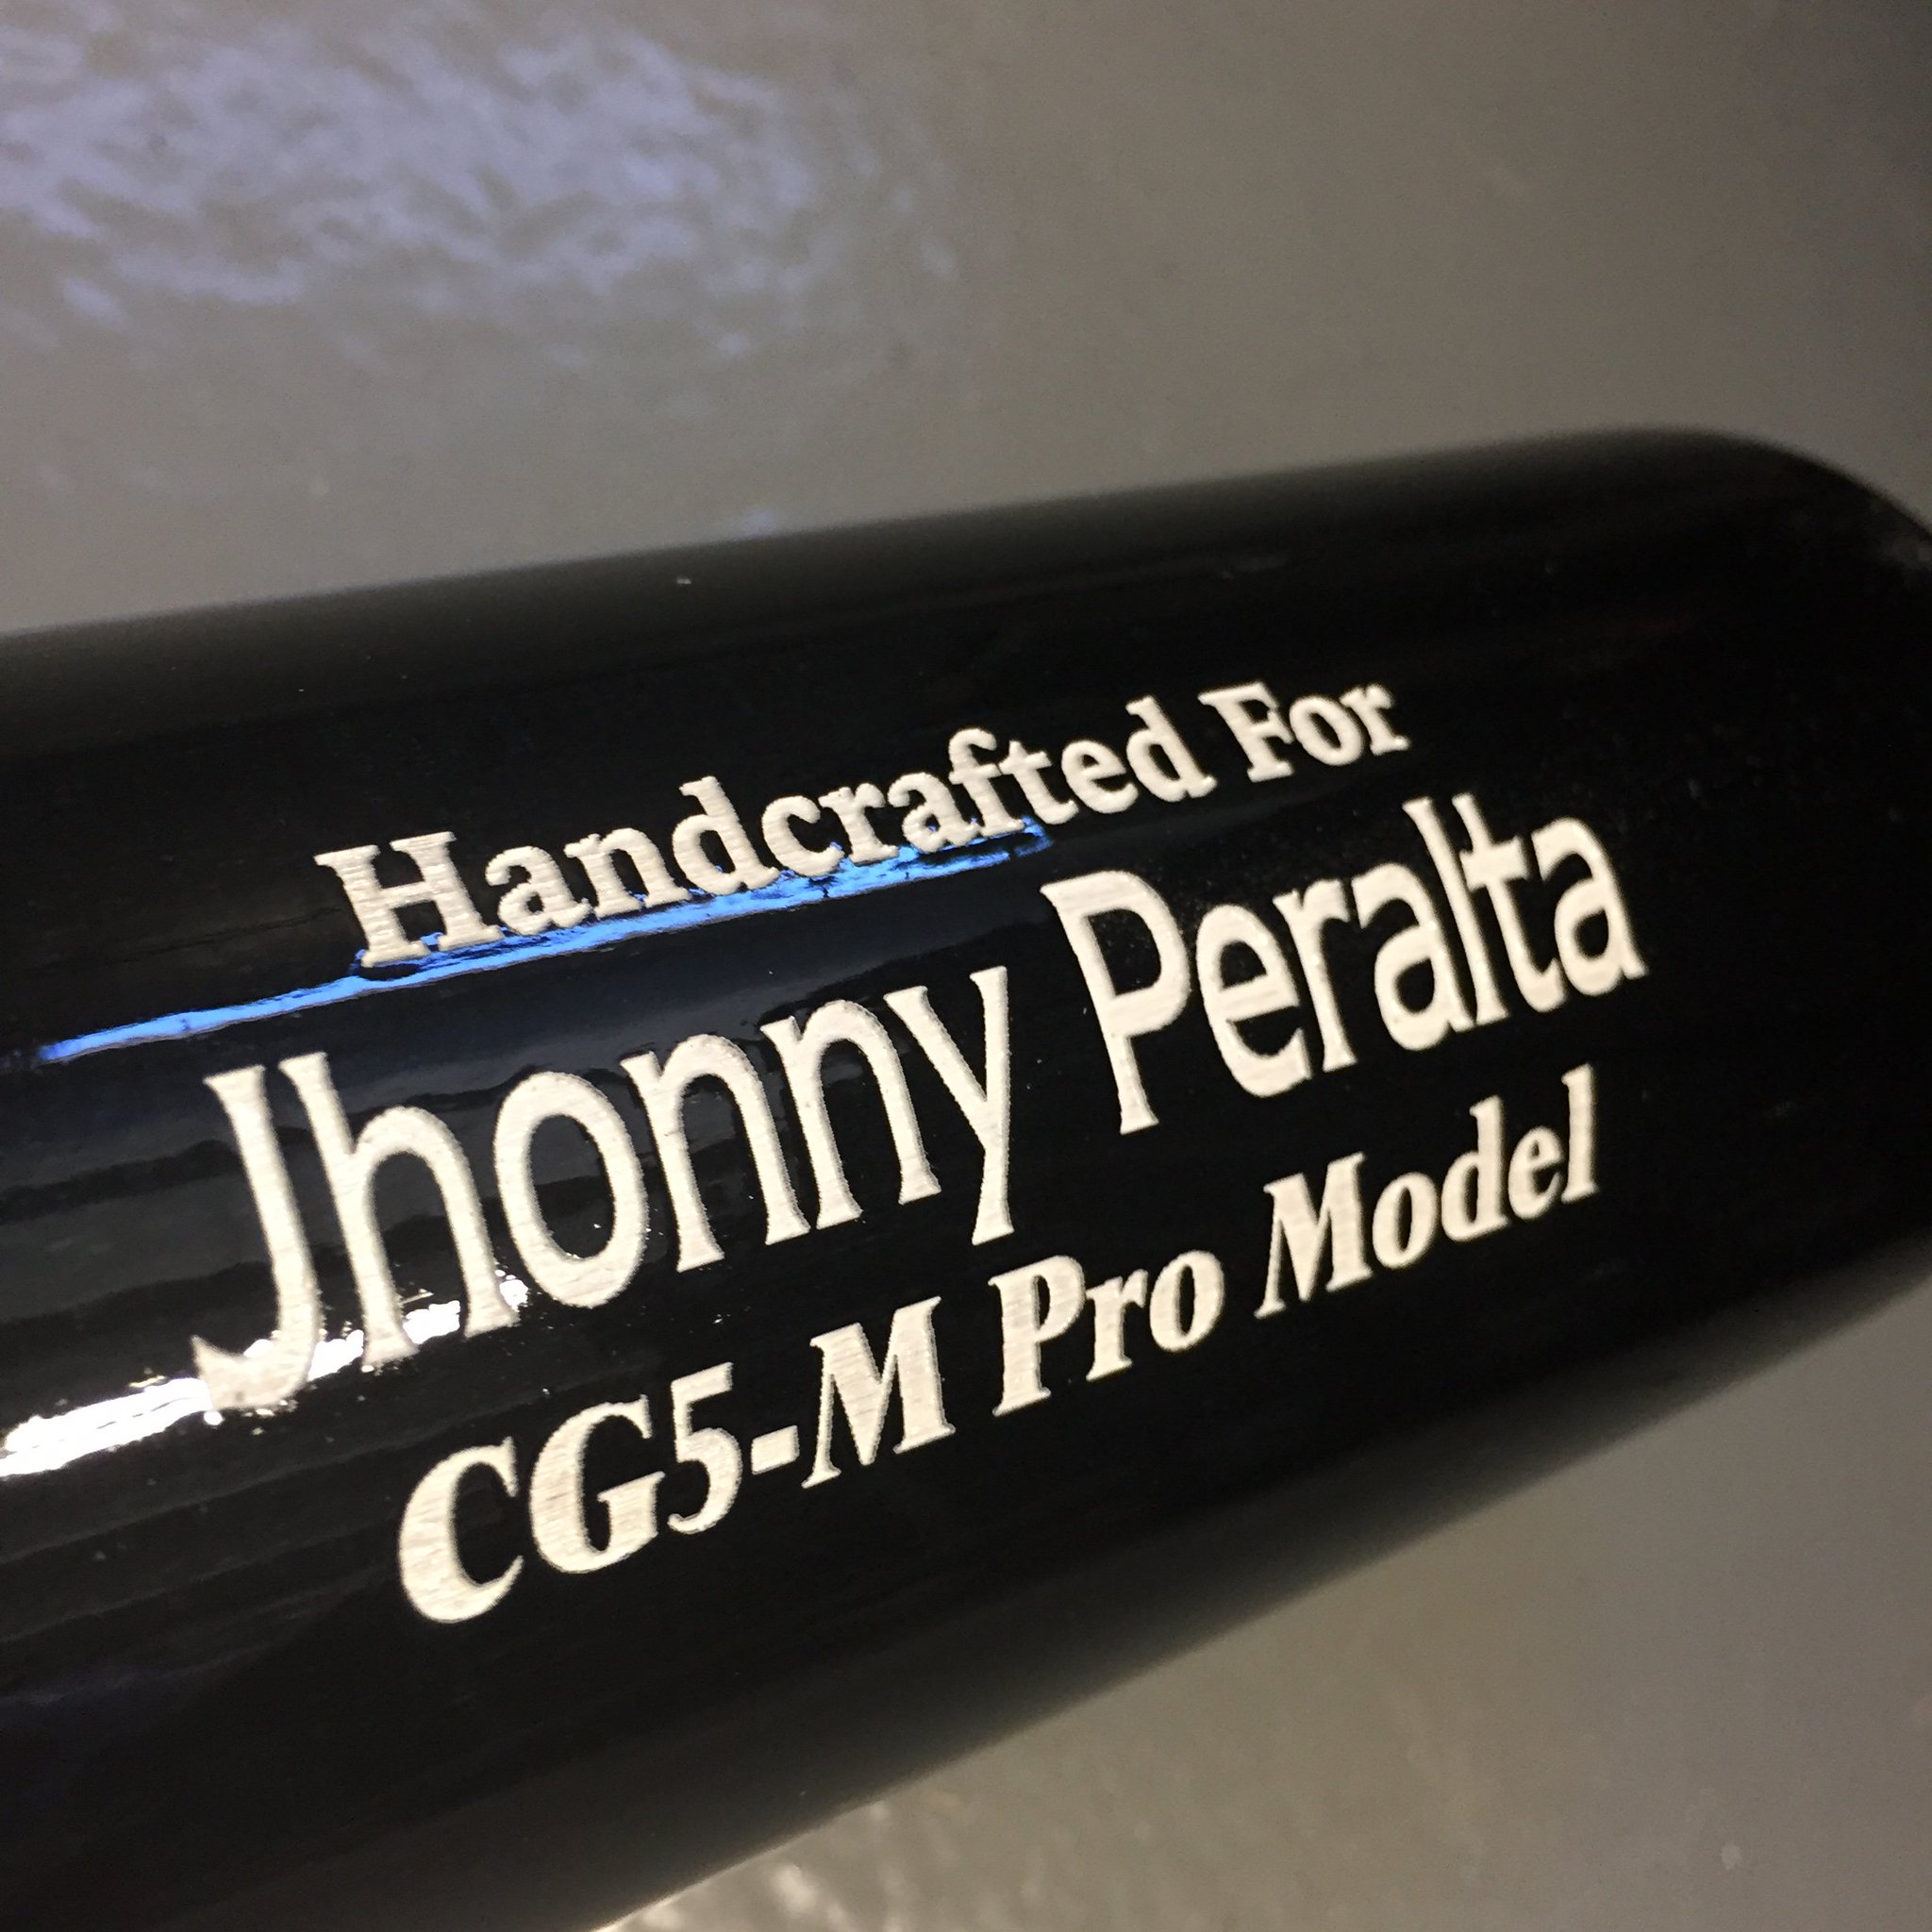 Handcrafted For
Jhonny Peralta
CG5-M Pro Model